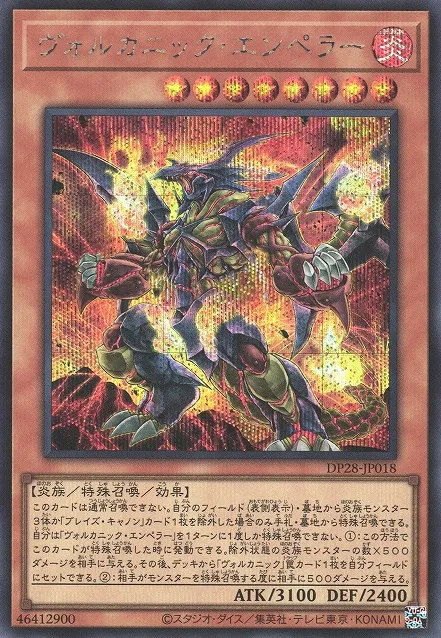 ヴォルカニック・エンペラー
炎
DP28-JP018
【炎族／特殊召喚／効果】
このカードは通常召喚できない。自分のフィールド(表側表示)・墓地から炎族モンスター
3体か「ブレイズ・キャノン」カード1枚を除外した場合のみ手札・墓地から特殊召喚できる。
自分は「ヴォルカニック・エンペラー」を1ターンに1度しか特殊召喚できない。①：この方法で
このカードが特殊召喚した時に発動できる。除外状態の炎族モンスターの数×500
ダメージを相手に与える。その後、デッキから「ヴォルカニック」罠カード1枚を自分フィールド
にセットできる。②：相手がモンスターを特殊召喚する度に相手に500ダメージを与える。
ATK/3100 DEF/2400
46412900 ©スタジオ・ダイス／集英社・テレビ東京・KONAMI